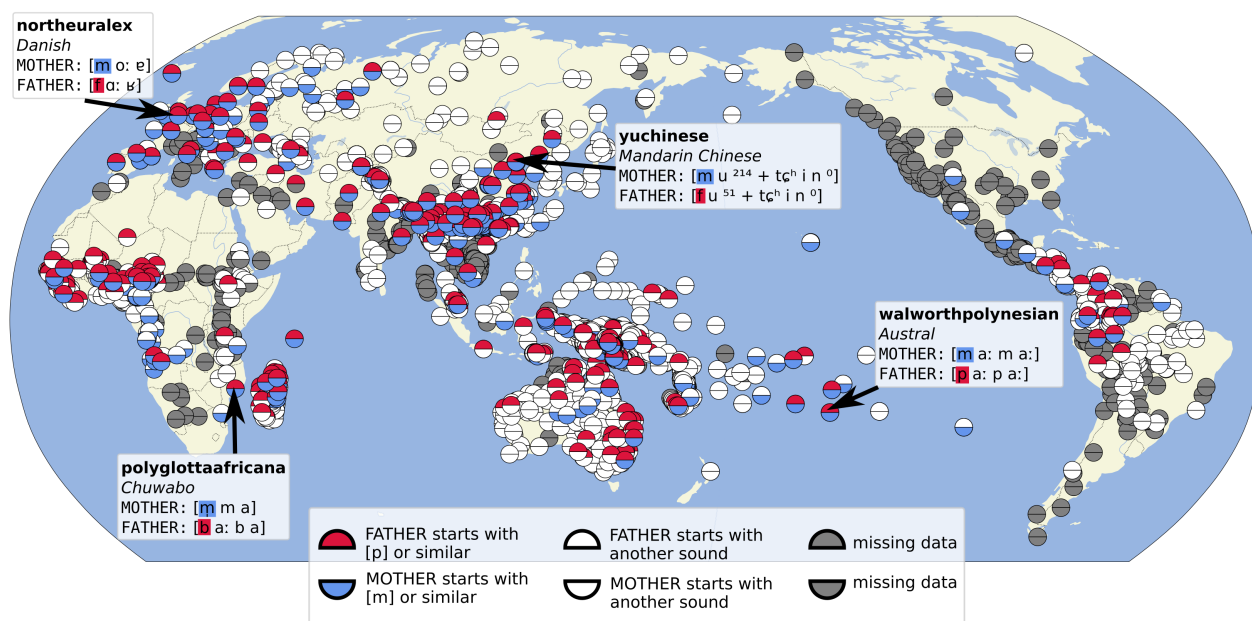 northeuralex
Danish
MOTHER: [m oː ɐ]
FATHER: [f ɑː ʁ]
yuchinese
Mandarin Chinese
MOTHER: [m u ²¹⁴ + tɕʰ i n ⁰]
FATHER: [f u ⁵¹ + tɕʰ i n ⁰]
walworthpolynesian
Austral
MOTHER: [m aː m aː]
FATHER: [p aː p aː]
polyglottaafricana
Chuwabo
MOTHER: [m̩ m a]
FATHER: [b aː b a]
FATHER starts with
[p] or similar
FATHER starts with
another sound
missing data
MOTHER starts with
[m] or similar
MOTHER starts with
another sound
missing data